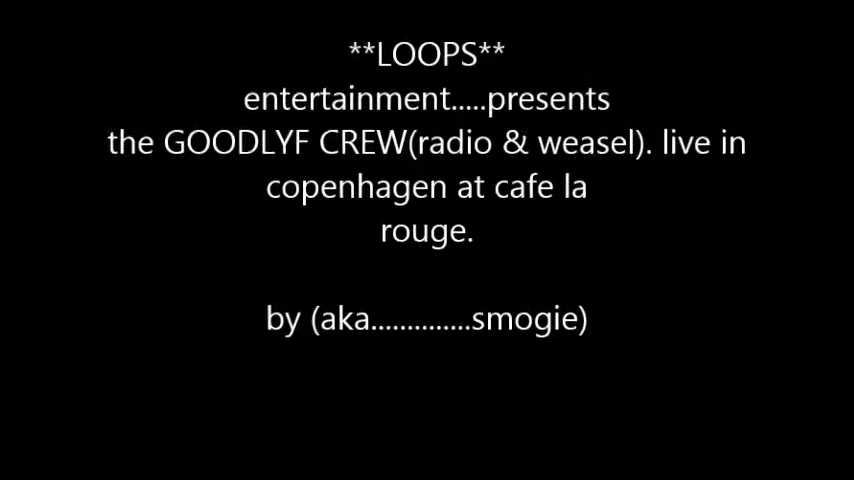 **LOOPS**
entertainment.....presents
the GOODLYF CREW(radio & weasel). live in
copenhagen at cafe la
rouge.
by (aka..............smogie)